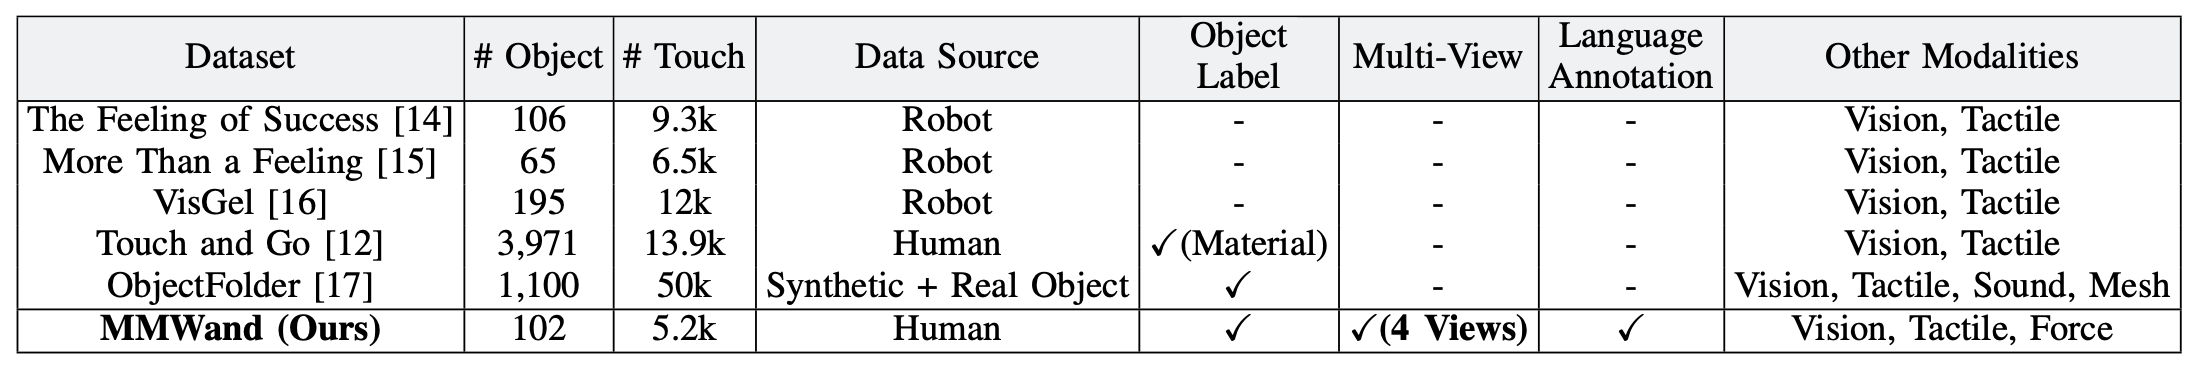 Dataset # Object # Touch Data Source Object Label Multi-View Language Annotation Other Modalities
The Feeling of Success [14] 106 9.3k Robot - - - Vision, Tactile
More Than a Feeling [15] 65 6.5k Robot - - - Vision, Tactile
VisGel [16] 195 12k Robot - - - Vision, Tactile
Touch and Go [12] 3,971 13.9k Human ✓(Material) - - Vision, Tactile
ObjectFolder [17] 1,100 50k Synthetic + Real Object ✓ - - Vision, Tactile, Sound, Mesh
MMWand (Ours) 102 5.2k Human ✓ ✓(4 Views) ✓ Vision, Tactile, Force